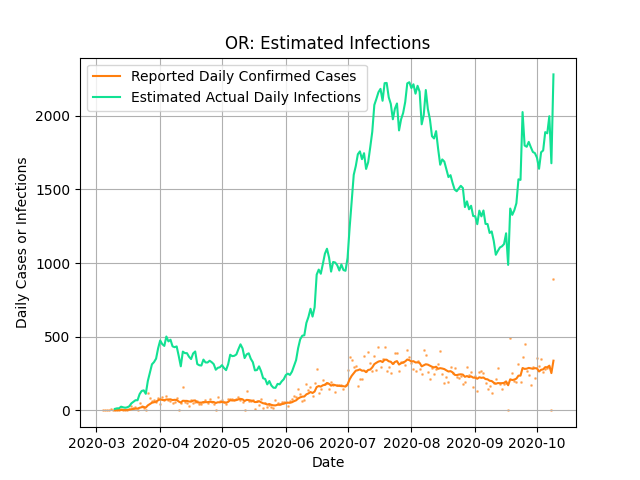 OR: Estimated Infections
Reported Daily Confirmed Cases
Estimated Actual Daily Infections
Daily Cases or Infections
2000
1500
1000
500
0
2020-03 2020-04 2020-05 2020-06 2020-07 2020-08 2020-09 2020-10
Date